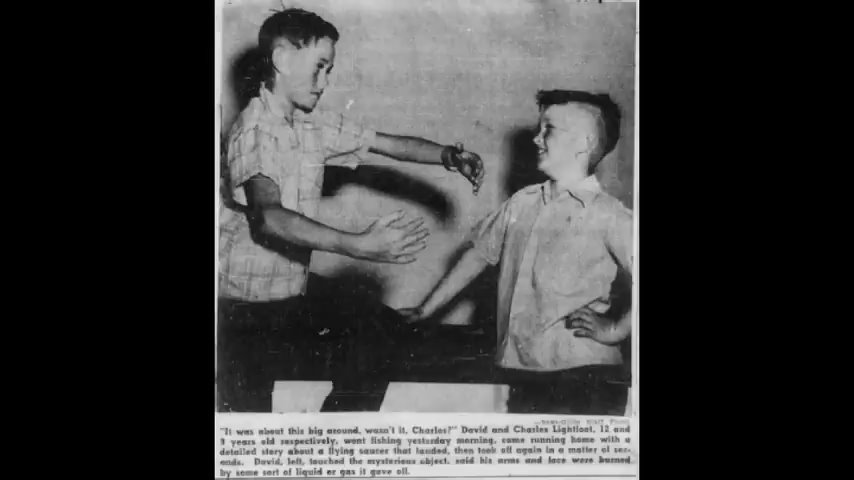 "It was about this big around, wasn't it, Charles?" David and Charles Lightfoot, 12 and
9 years old respectively, went fishing yesterday morning, came running home with a
detailed story about a flying saucer that landed, then took off again in a matter of sec-
onds. David, left, touched the mysterious object, said his arms and face were burned
by some sort of liquid or gas it gave off.